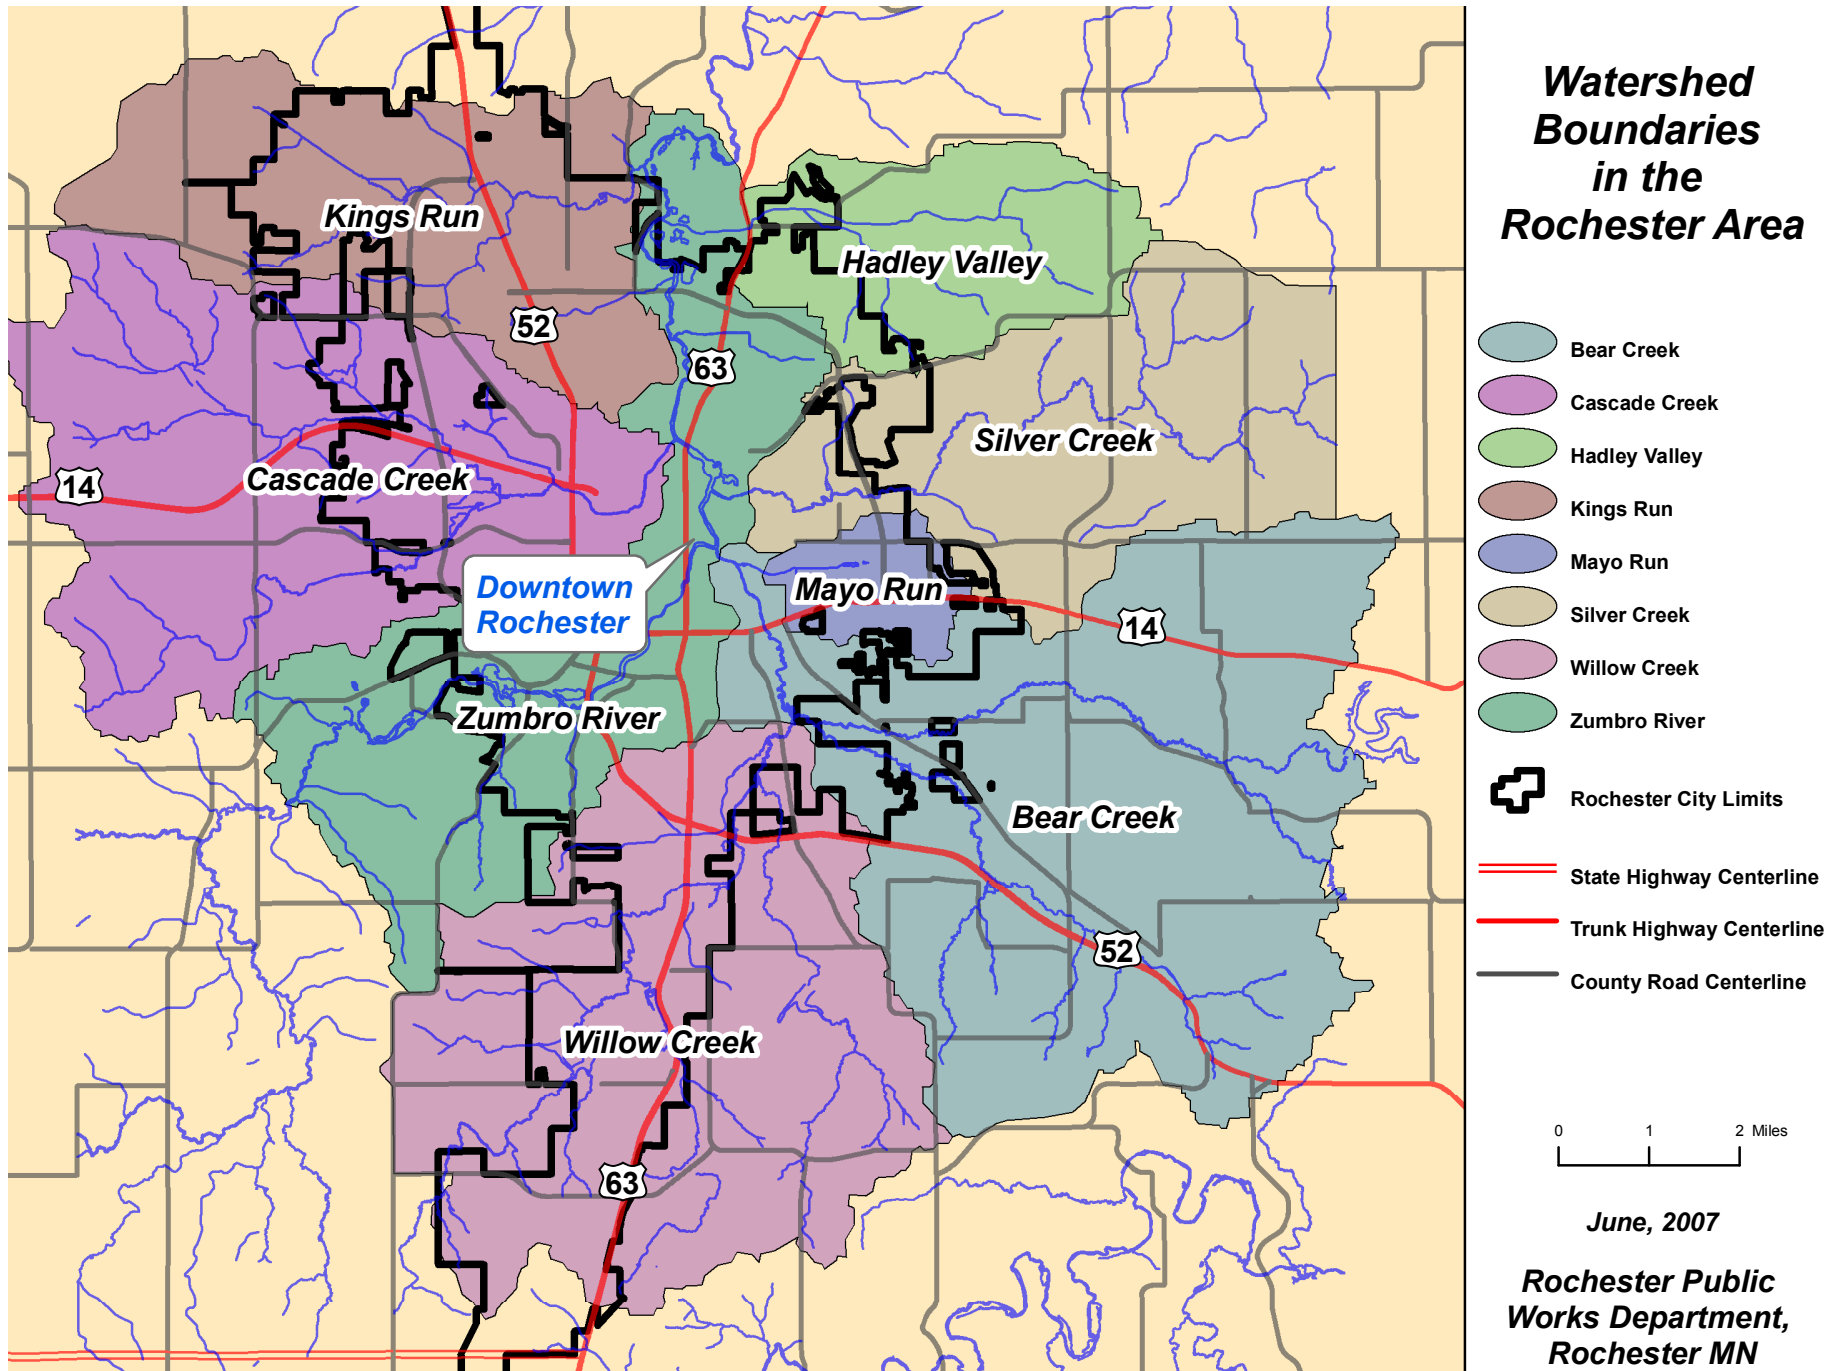 Watershed
Boundaries
in the
Rochester Area
Kings Run
Hadley Valley
52
63
Silver Creek
Cascade Creek
14
Downtown
Rochester
Mayo Run
14
Zumbro River
Bear Creek
52
Willow Creek
63
Bear Creek
Cascade Creek
Hadley Valley
Kings Run
Mayo Run
Silver Creek
Willow Creek
Zumbro River
Rochester City Limits
State Highway Centerline
Trunk Highway Centerline
County Road Centerline
0 1 2 Miles
June, 2007
Rochester Public
Works Department,
Rochester MN